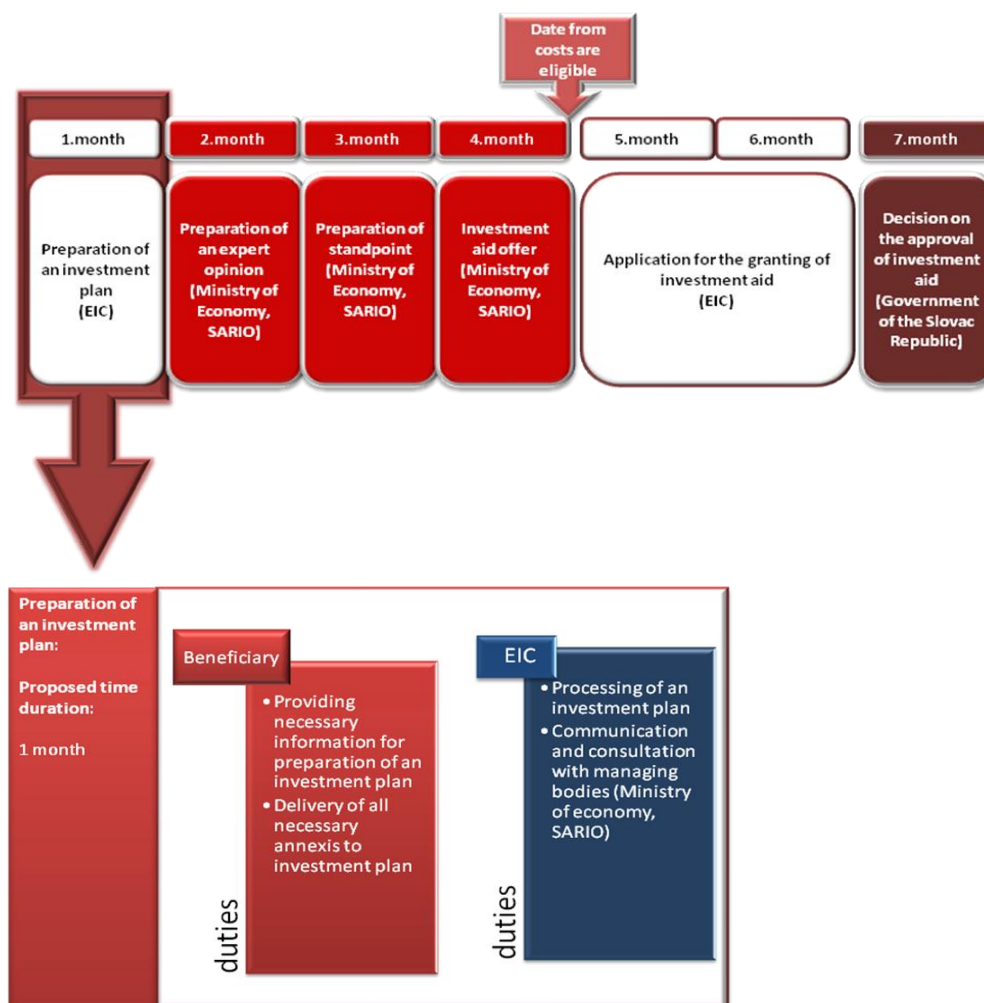 Date from
costs are
eligible
1.month
2.month
3.month
4.month
5.month
6.month
7.month
Preparation of
an investment
plan
(EIC)
Preparation of
an expert
opinion
(Ministry of
Economy,
SARIO)
Preparation of
standpoint
(Ministry of
Economy,
SARIO)
Investment
aid offer
(Ministry of
Economy,
SARIO)
Application for the granting of
investment aid
(EIC)
Decision on
the approval
of investment
aid
(Government
of the Slovac
Republic)
Preparation of
an investment
plan:
Proposed time
duration:
1 month
Beneficiary
• Providing
necessary
information for
preparation of an
investment plan
• Delivery of all
necessary
annexis to
investment plan
duties
EIC
• Processing of an
investment plan
• Communication
and consultation
with managing
bodies (Ministry
of economy,
SARIO)
duties